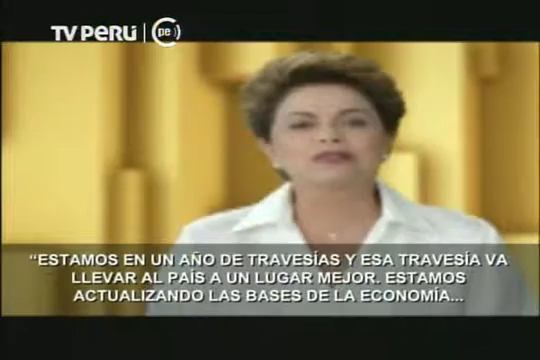 TV PERÚ pe
“ESTAMOS EN UN AÑO DE TRAVESÍAS Y ESA TRAVESÍA VA
LLEVAR AL PAÍS A UN LUGAR MEJOR. ESTAMOS
ACTUALIZANDO LAS BASES DE LA ECONOMÍA...